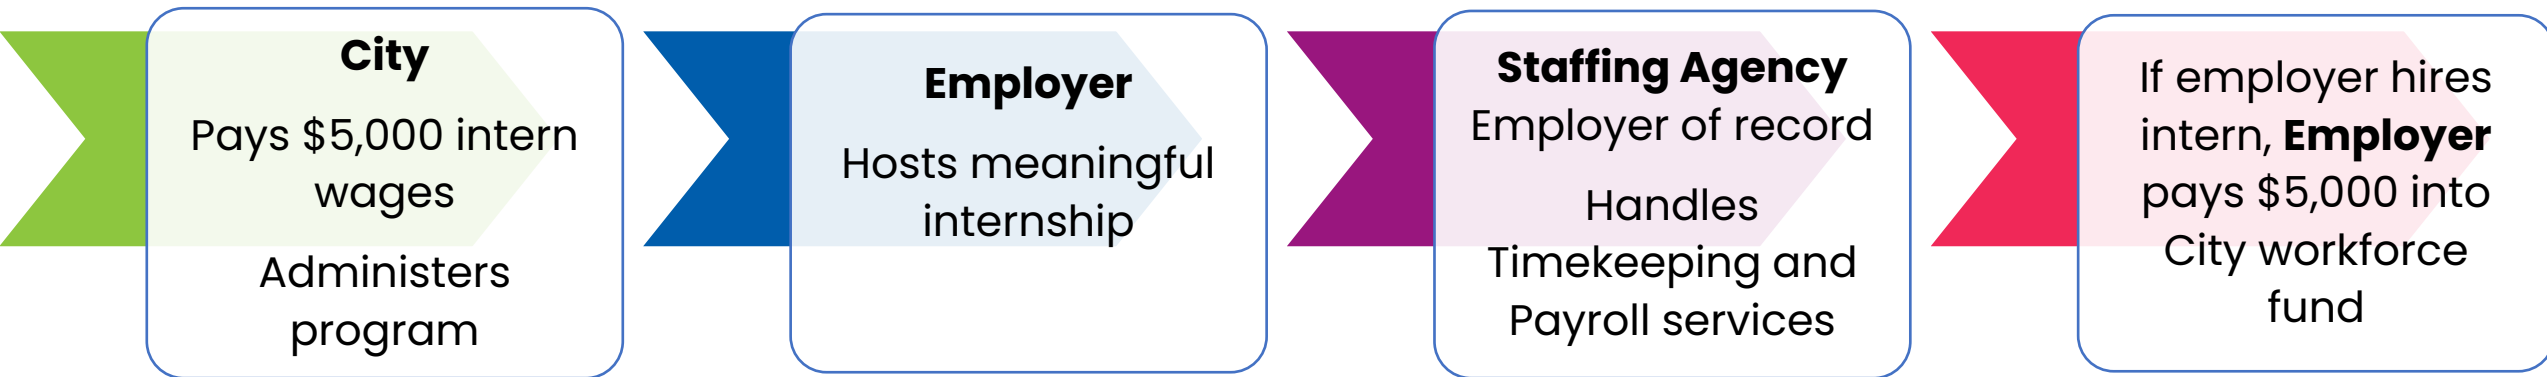 City
Pays $5,000 intern
wages
Administers
program
Employer
Hosts meaningful
internship
Staffing Agency
Employer of record
Handles
Timekeeping and
Payroll services
If employer hires
intern, Employer
pays $5,000 into
City workforce
fund